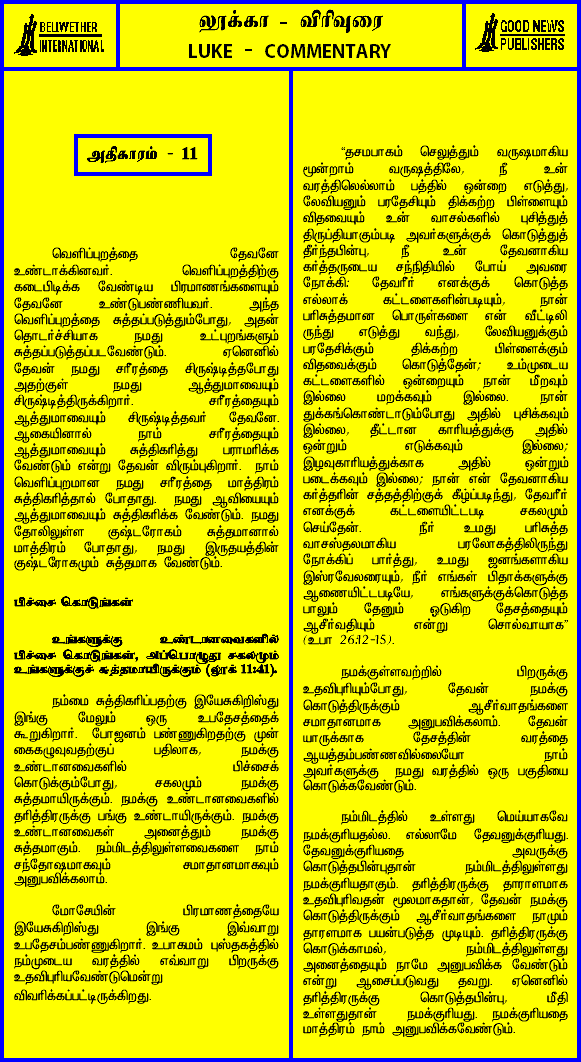 BELLWETHER
INTERNATIONAL
லூக்கா - விரிவுரை
LUKE - COMMENTARY
GOOD NEWS
PUBLISHERS
அதிகாரம் - 11
வெளிப்புறத்தை தேவனே
உண்டாக்கினவர். வெளிப்புறத்திற்கு
கடைபிடிக்க வேண்டிய பிரமாணங்களையும்
தேவனே உண்டுபண்ணியவர். அந்த
வெளிப்புறத்தை சுத்தப்படுத்தும்போது, அதன்
தொடர்ச்சியாக நமது உட்புறங்களும்
சுத்தப்படுத்தப்படவேண்டும். ஏனெனில்
தேவன் நமது சரீரத்தை சிருஷ்டித்தபோது
அதற்குள் நமது ஆத்துமாவையும்
சிருஷ்டித்திருக்கிறார். சரீரத்தையும்
ஆத்துமாவையும் சிருஷ்டித்தவர் தேவனே.
ஆகையினால் நாம் சரீரத்தையும்
ஆத்துமாவையும் சுத்திகரித்து பராமரிக்க
வேண்டும் என்று தேவன் விரும்புகிறார். நாம்
வெளிப்புறமான நமது சரீரத்தை மாத்திரம்
சுத்திகரித்தால் போதாது. நமது ஆவியையும்
ஆத்துமாவையும் சுத்திகரிக்க வேண்டும். நமது
தோலிலுள்ள குஷ்டரோகம் சுத்தமானால்
மாத்திரம் போதாது, நமது இருதயத்தின்
குஷ்டரோகமும் சுத்தமாக வேண்டும்.
பிச்சை கொடுங்கள்
உங்களுக்கு உண்டானவைகளில்
பிச்சை கொடுங்கள், அப்பொழுது சகலமும்
உங்களுக்குச் சுத்தமாயிருக்கும் (லூக் 11:41).
நம்மை சுத்திகரிப்பதற்கு இயேசுகிறிஸ்து
இங்கு மேலும் ஒரு உபதேசத்தைக்
கூறுகிறார். போஜனம் பண்ணுகிறதற்கு முன்
கைகழுவுவதற்குப் பதிலாக, நமக்கு
உண்டானவைகளில் பிச்சைக்
கொடுக்கும்போது, சகலமும் நமக்கு
சுத்தமாயிருக்கும். நமக்கு உண்டானவைகளில்
தரித்திரருக்கு பங்கு உண்டாயிருக்கும். நமக்கு
உண்டானவைகள் அனைத்தும் நமக்கு
சுத்தமாகும். நம்மிடத்திலுள்ளவைகளை நாம்
சந்தோஷமாகவும் சமாதானமாகவும்
அனுபவிக்கலாம்.
மோசேயின் பிரமாணத்தையே
இயேசுகிறிஸ்து இங்கு இவ்வாறு
உபதேசம்பண்ணுகிறார். உபாகமம் புஸ்தகத்தில்
நம்முடைய வரத்தில் எவ்வாறு பிறருக்கு
உதவிபுரியவேண்டுமென்று
விவரிக்கப்பட்டிருக்கிறது.
“தசமபாகம் செலுத்தும் வருஷமாகிய
மூன்றாம் வருஷத்திலே, நீ உன்
வரத்திலெல்லாம் பத்தில் ஒன்றை எடுத்து,
லேவியனும் பரதேசியும் திக்கற்ற பிள்ளையும்
விதவையும் உன் வாசல்களில் புசித்துத்
திருப்தியாகும்படி அவர்களுக்குக் கொடுத்துத்
தீர்ந்தபின்பு, நீ உன் தேவனாகிய
கர்த்தருடைய சந்நிதியில் போய் அவரை
நோக்கி: தேவரீர் எனக்குக் கொடுத்த
எல்லாக் கட்டளைகளின்படியும், நான்
பரிசுத்தமான பொருள்களை என் வீட்டிலி
ருந்து எடுத்து வந்து, லேவியனுக்கும்
பரதேசிக்கும் திக்கற்ற பிள்ளைக்கும்
விதவைக்கும் கொடுத்தேன்; உம்முடைய
கட்டளைகளில் ஒன்றையும் நான் மீறவும்
இல்லை மறக்கவும் இல்லை. நான்
துக்கங்கொண்டாடும்போது அதில் புசிக்கவும்
இல்லை, தீட்டான காரியத்துக்கு அதில்
ஒன்றும் எடுக்கவும் இல்லை;
இழவுகாரியத்துக்காக அதில் ஒன்றும்
படைக்கவும் இல்லை; நான் என் தேவனாகிய
கர்த்தரின் சத்தத்திற்குக் கீழ்ப்படிந்து, தேவரீர்
எனக்குக் கட்டளையிட்டபடி சகலமும்
செய்தேன். நீர் உமது பரிசுத்த
வாசஸ்தலமாகிய பரலோகத்திலிருந்து
நோக்கிப் பார்த்து, உமது ஜனங்களாகிய
இஸ்ரவேலரையும், நீர் எங்கள் பிதாக்களுக்கு
ஆணையிட்டபடியே, எங்களுக்குக்கொடுத்த
பாலும் தேனும் ஓடுகிற தேசத்தையும்
ஆசீர்வதியும் என்று சொல்வாயாக”
(உபா 26:12-15).
நமக்குள்ளவற்றில் பிறருக்கு
உதவிபுரியும்போது, தேவன் நமக்கு
கொடுத்திருக்கும் ஆசீர்வாதங்களை
சமாதானமாக அனுபவிக்கலாம். தேவன்
யாருக்காக தேசத்தின் வரத்தை
ஆயத்தம்பண்ணவில்லையோ நாம்
அவர்களுக்கு நமது வரத்தில் ஒரு பகுதியை
கொடுக்கவேண்டும்.
நம்மிடத்தில் உள்ளது மெய்யாகவே
நமக்குரியதல்ல. எல்லாமே தேவனுக்குரியது.
தேவனுக்குரியதை அவருக்கு
கொடுத்தபின்புதான் நம்மிடத்திலுள்ளது
நமக்குரியதாகும். தரித்திரருக்கு தாராளமாக
உதவிபுரிவதன் மூலமாகதான், தேவன் நமக்கு
கொடுத்திருக்கும் ஆசீர்வாதங்களை நாமும்
தாரளமாக பயன்படுத்த முடியும். தரித்திரருக்கு
கொடுக்காமல், நம்மிடத்திலுள்ளது
அனைத்தையும் நாமே அனுபவிக்க வேண்டும்
என்று ஆசைப்படுவது தவறு. ஏனெனில்
தரித்திரருக்கு கொடுத்தபின்பு, மீதி
உள்ளதுதான் நமக்குரியது. நமக்குரியதை
மாத்திரம் நாம் அனுபவிக்கவேண்டும்.